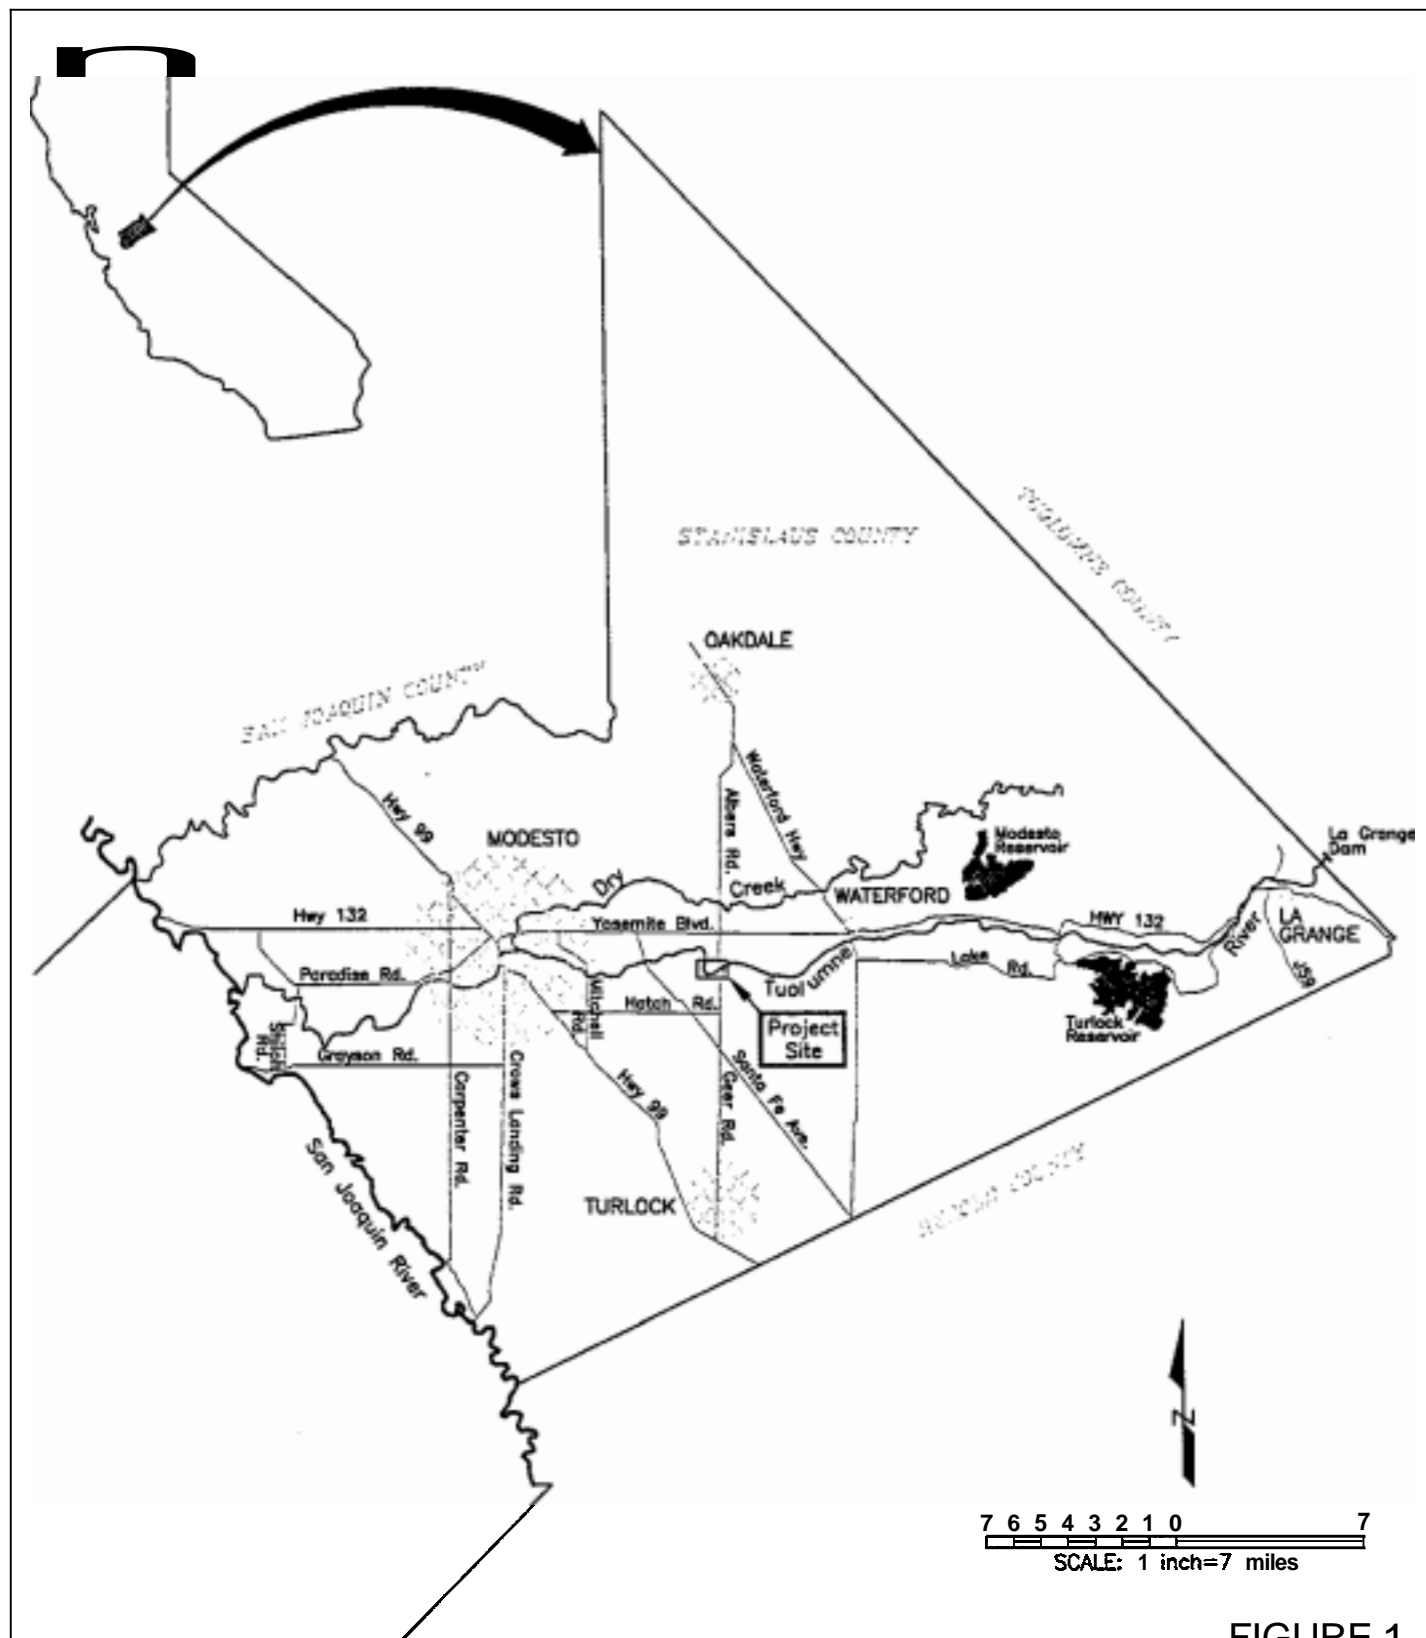 STANISLAUS COUNTY
TUOLUMNE COUNTY
OAKDALE
SAN JOAQUIN COUNTY
Waterford Hwy
Albers Rd.
Hwy 99
MODESTO
Modesto
Reservoir
La Grange
Dam
Dry
Creek
WATERFORD
Hwy 132
Yosemite Blvd.
HWY 132
LA
GRANGE
River
Paradise Rd.
Tuolumne
Lake Rd.
J59
Mitchell
Rd.
Hatch Rd.
Project
Site
Turlock
Reservoir
Shiloh
Rd.
Grayson Rd.
Crows Landing Rd.
Carpenter Rd.
Hwy 99
Geer Rd.
Santa Fe Ave.
San Joaquin River
TURLOCK
MERCED COUNTY
N
7 6 5 4 3 2 1 0 7
SCALE: 1 inch=7 miles
FIGURE 1